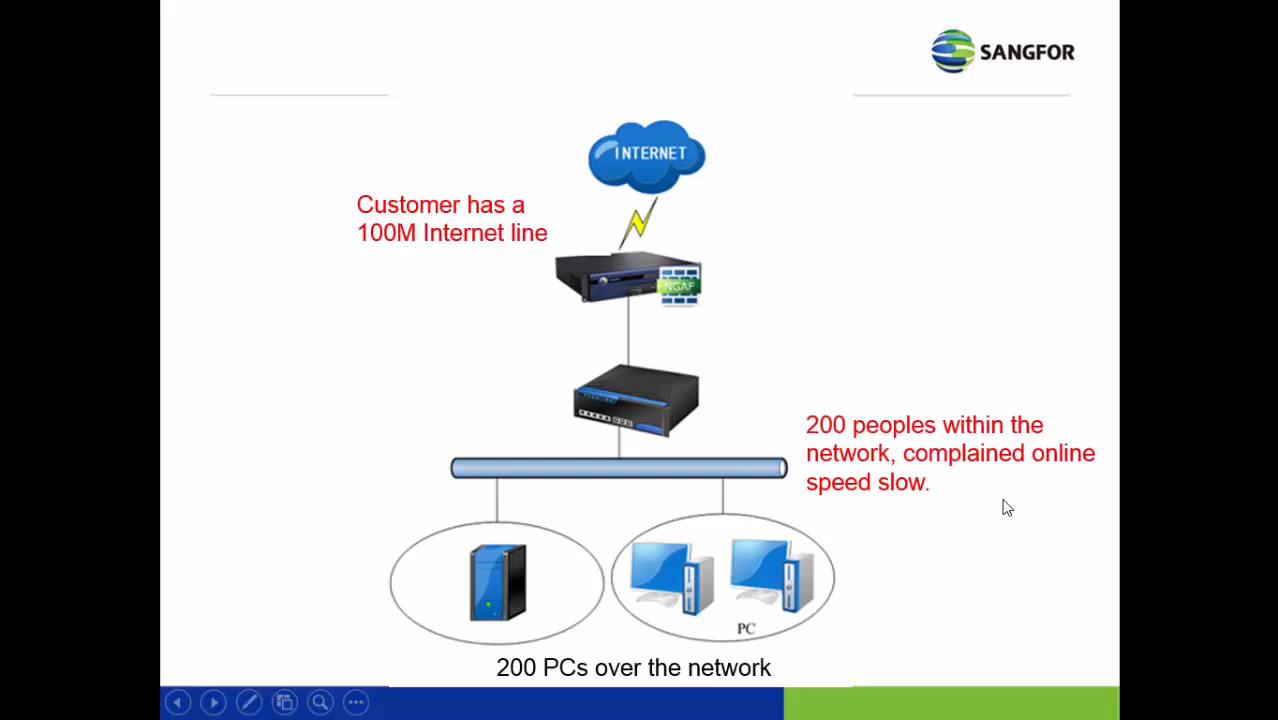 SANGFOR
INTERNET
Customer has a
100M Internet line
NGAF
200 peoples within the
network, complained online
speed slow.
PC
200 PCs over the network